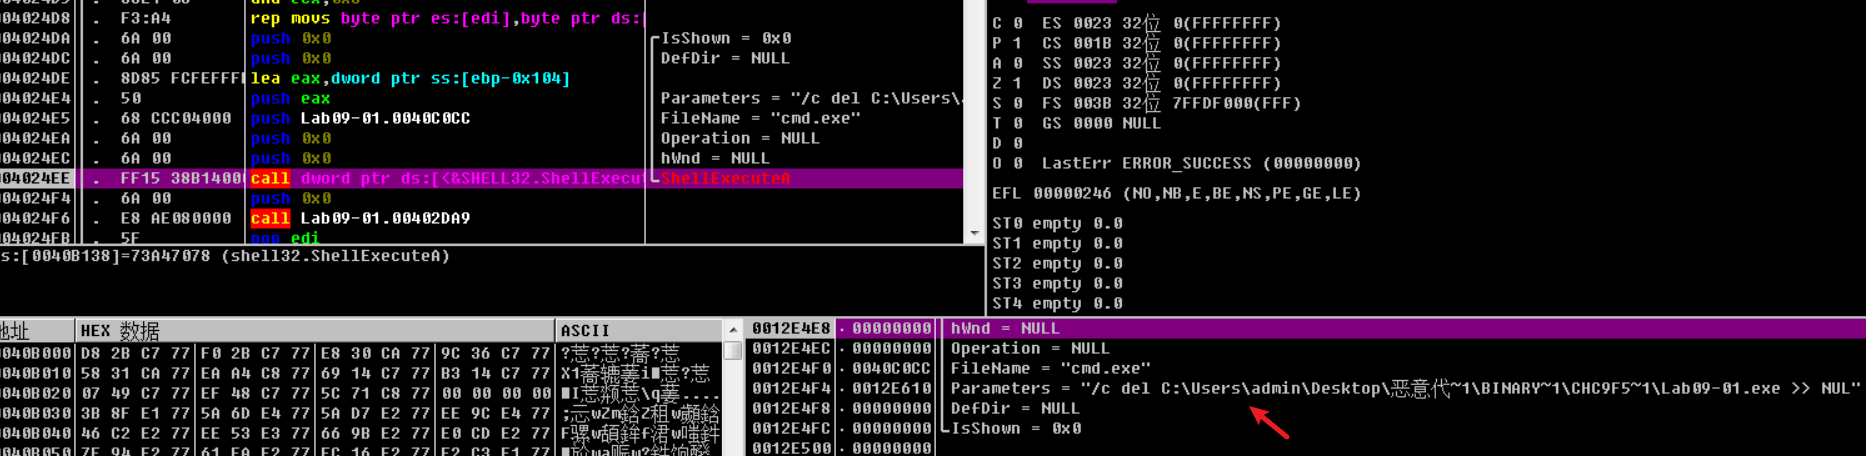 004024D8 . F3:A4 rep movs byte ptr es:[edi],byte ptr ds:[
004024DA . 6A 00 push 0x0 IsShown = 0x0
004024DC . 6A 00 push 0x0 DefDir = NULL
004024DE . 8D85 FCFEFFF lea eax,dword ptr ss:[ebp-0x104]
004024E4 . 50 push eax Parameters = "/c del C:\Users\
004024E5 . 68 CCC04000 push Lab09-01.0040C0CC FileName = "cmd.exe"
004024EA . 6A 00 push 0x0 Operation = NULL
004024EC . 6A 00 push 0x0 hWnd = NULL
004024EE . FF15 38B1400 call dword ptr ds:[<&SHELL32.ShellExecut ShellExecuteA
004024F4 . 6A 00 push 0x0
004024F6 . E8 AE080000 call Lab09-01.00402DA9
004024FB . 5F pop edi
s:[0040B138]=73A47078 (shell32.ShellExecuteA)
C 0 ES 0023 32位 0(FFFFFFFF)
P 1 CS 001B 32位 0(FFFFFFFF)
A 0 SS 0023 32位 0(FFFFFFFF)
Z 1 DS 0023 32位 0(FFFFFFFF)
S 0 FS 003B 32位 7FFDF000(FFF)
T 0 GS 0000 NULL
D 0
O 0 LastErr ERROR_SUCCESS (00000000)
EFL 00000246 (NO,NB,E,BE,NS,PE,GE,LE)
ST0 empty 0.0
ST1 empty 0.0
ST2 empty 0.0
ST3 empty 0.0
ST4 empty 0.0
地址 HEX 数据 ASCII
0040B000 D8 2B C7 77 F0 2B C7 77 E8 30 CA 77 9C 36 C7 77
0040B010 58 31 CA 77 EA A4 C8 77 69 14 C7 77 B3 14 C7 77
0040B020 07 49 C7 77 EF 48 C7 77 5C 71 C8 77 00 00 00 00
0040B030 3B 8F E1 77 5A 6D E4 77 5A D7 E2 77 EE 9C E4 77
0040B040 46 C2 E2 77 EE 53 E3 77 66 9B E2 77 E0 CD E2 77
0040B050 7E 94 E2 77 61 EA E2 77 EC 16 E2 77 E2 C3 E1 77
0012E4E8 00000000 hWnd = NULL
0012E4EC 00000000 Operation = NULL
0012E4F0 0040C0CC FileName = "cmd.exe"
0012E4F4 0012E610 Parameters = "/c del C:\Users\admin\Desktop\恶意代~1\BINARY~1\CHC9F5~1\Lab09-01.exe >> NUL"
0012E4F8 00000000 DefDir = NULL
0012E4FC 00000000 IsShown = 0x0
0012E500 00000000